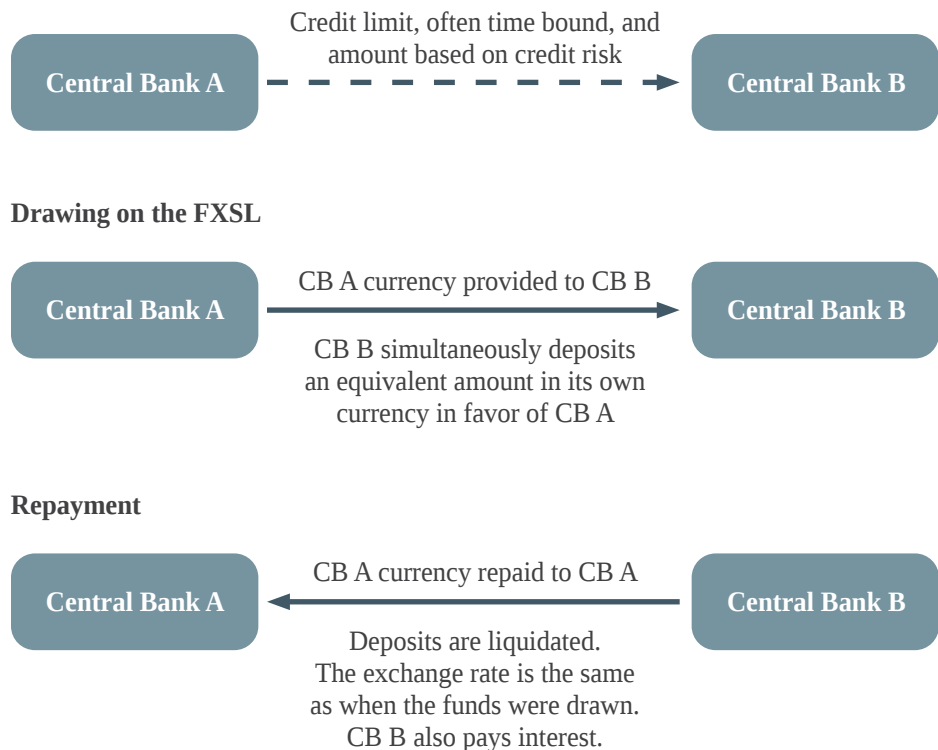 Credit limit, often time bound, and
amount based on credit risk
Central Bank A
Central Bank B
Drawing on the FXSL
CB A currency provided to CB B
Central Bank A
Central Bank B
CB B simultaneously deposits
an equivalent amount in its own
currency in favor of CB A
Repayment
CB A currency repaid to CB A
Central Bank A
Central Bank B
Deposits are liquidated.
The exchange rate is the same
as when the funds were drawn.
CB B also pays interest.